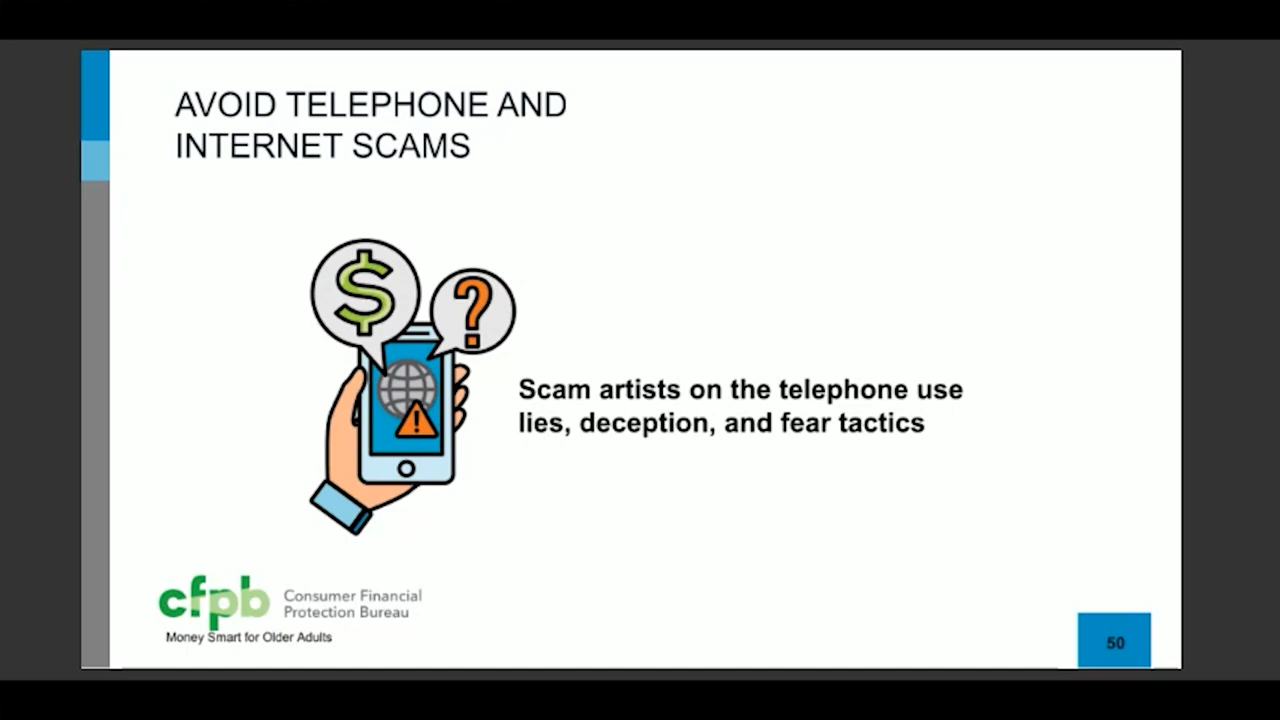 AVOID TELEPHONE AND
INTERNET SCAMS
$
?
!
Scam artists on the telephone use
lies, deception, and fear tactics
cfpb
Consumer Financial
Protection Bureau
Money Smart for Older Adults
50